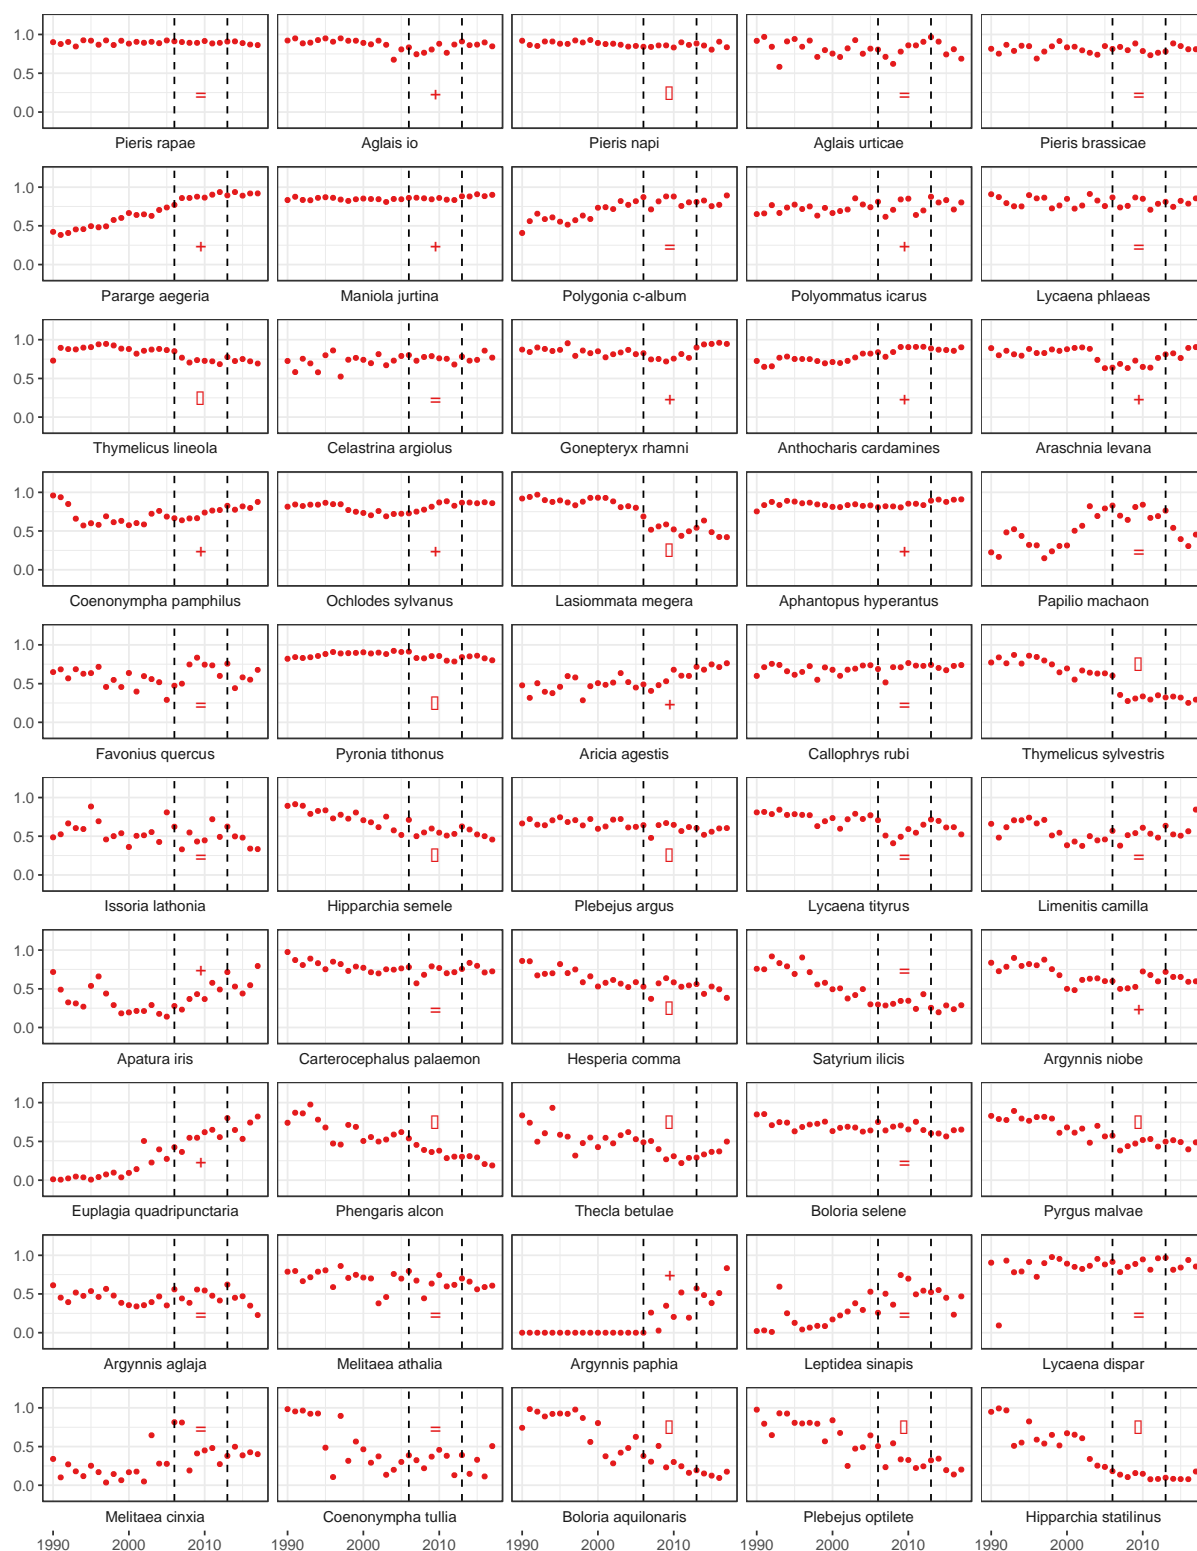 1.0
0.5
0.0
= + = =
Pieris rapae Aglais io Pieris napi Aglais urticae Pieris brassicae
1.0
0.5
0.0
+ + = + =
Pararge aegeria Maniola jurtina Polygonia c-album Polyommatus icarus Lycaena phlaeas
1.0
0.5
0.0
= + + +
Thymelicus lineola Celastrina argiolus Gonepteryx rhamni Anthocharis cardamines Araschnia levana
1.0
0.5
0.0
+ + + =
Coenonympha pamphilus Ochlodes sylvanus Lasiommata megera Aphantopus hyperantus Papilio machaon
1.0
0.5
0.0
= + =
Favonius quercus Pyronia tithonus Aricia agestis Callophrys rubi Thymelicus sylvestris
1.0
0.5
0.0
= = =
Issoria lathonia Hipparchia semele Plebejus argus Lycaena tityrus Limenitis camilla
1.0
0.5
0.0
+ = = +
Apatura iris Carterocephalus palaemon Hesperia comma Satyrium ilicis Argynnis niobe
1.0
0.5
0.0
+ =
Euplagia quadripunctaria Phengaris alcon Thecla betulae Boloria selene Pyrgus malvae
1.0
0.5
0.0
= = + = =
Argynnis aglaja Melitaea athalia Argynnis paphia Leptidea sinapis Lycaena dispar
1.0
0.5
0.0
= =
Melitaea cinxia Coenonympha tullia Boloria aquilonaris Plebejus optilete Hipparchia statilinus
1990 2000 2010 1990 2000 2010 1990 2000 2010 1990 2000 2010 1990 2000 2010